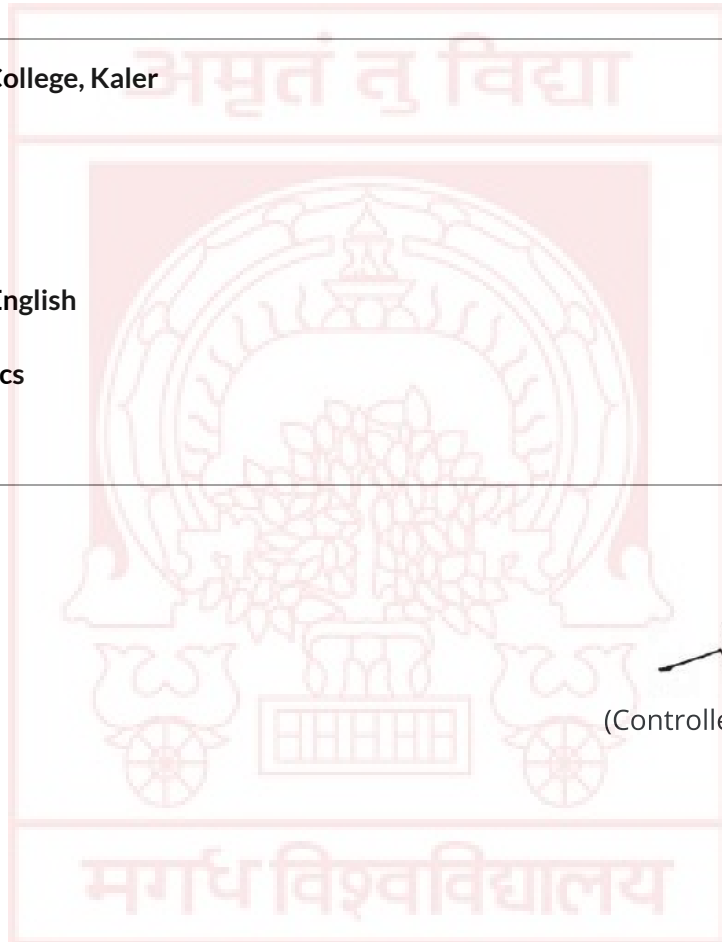 अमृतं तु विद्या
College, Kaler
English
cs
(Controlle
मगध विश्वविद्यालय